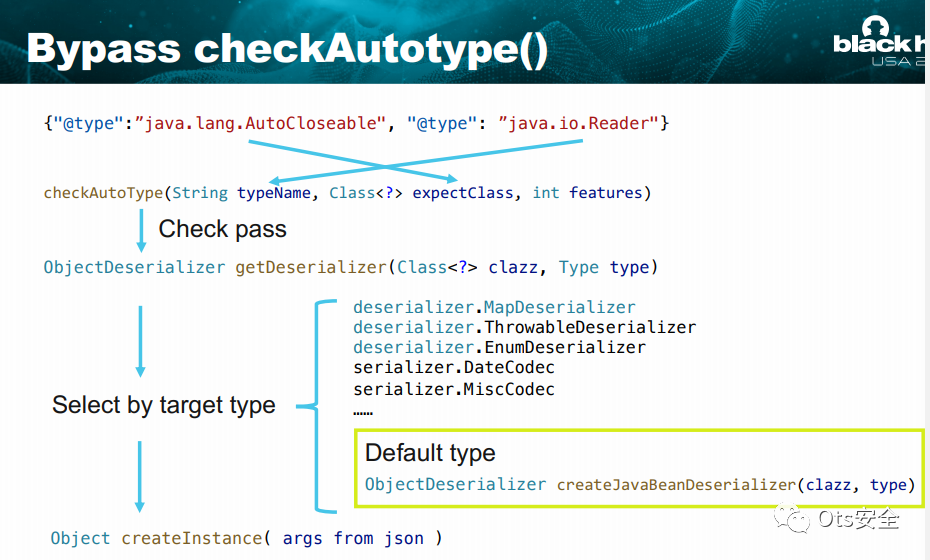 Bypass checkAutotype()
black h
USA 2
{"@type":”java.lang.AutoCloseable", "@type": ”java.io.Reader"}
checkAutoType(String typeName, Class<?> expectClass, int features)
Check pass
ObjectDeserializer getDeserializer(Class<?> clazz, Type type)
deserializer.MapDeserializer
deserializer.ThrowableDeserializer
deserializer.EnumDeserializer
serializer.DateCodec
serializer.MiscCodec
……
Select by target type
Default type
ObjectDeserializer createJavaBeanDeserializer(clazz, type)
Ots安全
Object createInstance( args from json )